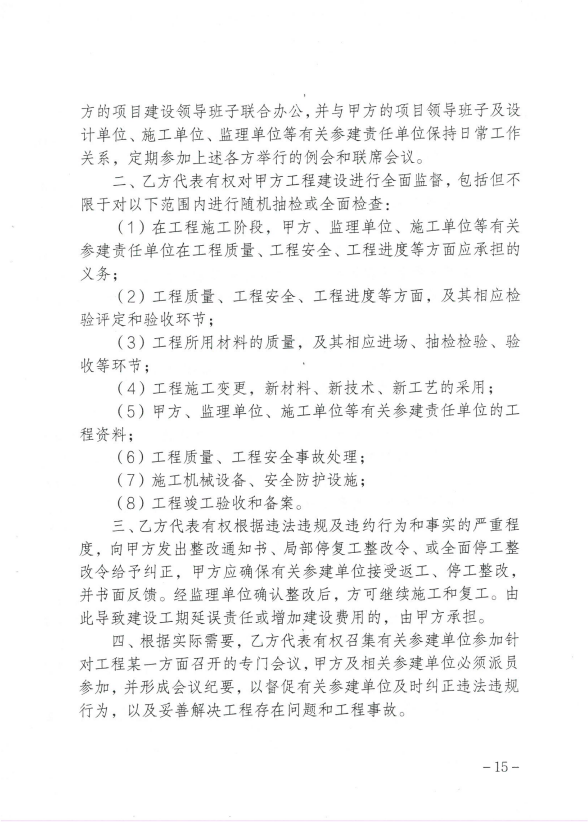 方的项目建设领导班子联合办公,并与甲方的项目领导班子及设
计单位、施工单位、监理单位等有关参建责任单位保持日常工作
关系，定期参加上述各方举行的例会和联席会议。
二、乙方代表有权对甲方工程建设进行全面监督，包括但不
限于对以下范围内进行随机抽检或全面检查：
（1）在工程施工阶段，甲方、监理单位、施工单位等有关
参建责任单位在工程质量、工程安全、工程进度等方面应承担的
义务；
（2）工程质量、工程安全、工程进度等方面，及其相应检
验评定和验收环节；
（3）工程所用材料的质量，及其相应进场、抽检检验、验
收等环节；
（4）工程施工变更，新材料、新技术、新工艺的采用；
（5）甲方、监理单位、施工单位等有关参建责任单位的工
程资料；
（6）工程质量、工程安全事故处理；
（7）施工机械设备、安全防护设施；
（8）工程竣工验收和备案。
三、乙方代表有权根据违法违规及违约行为和事实的严重程
度，向甲方发出整改通知书、局部停复工整改令、或全面停工整
改令给予纠正，甲方应确保有关参建单位接受返工、停工整改，
并书面反馈。经监理单位确认整改后，方可继续施工和复工。由
此导致建设工期延误责任或增加建设费用的，由甲方承担。
四、根据实际需要，乙方代表有权召集有关参建单位参加针
对工程某一方面召开的专门会议，甲方及相关参建单位必须派员
参加，并形成会议纪要，以督促有关参建单位及时纠正违法违规
行为，以及妥善解决工程存在问题和工程事故。
－15－